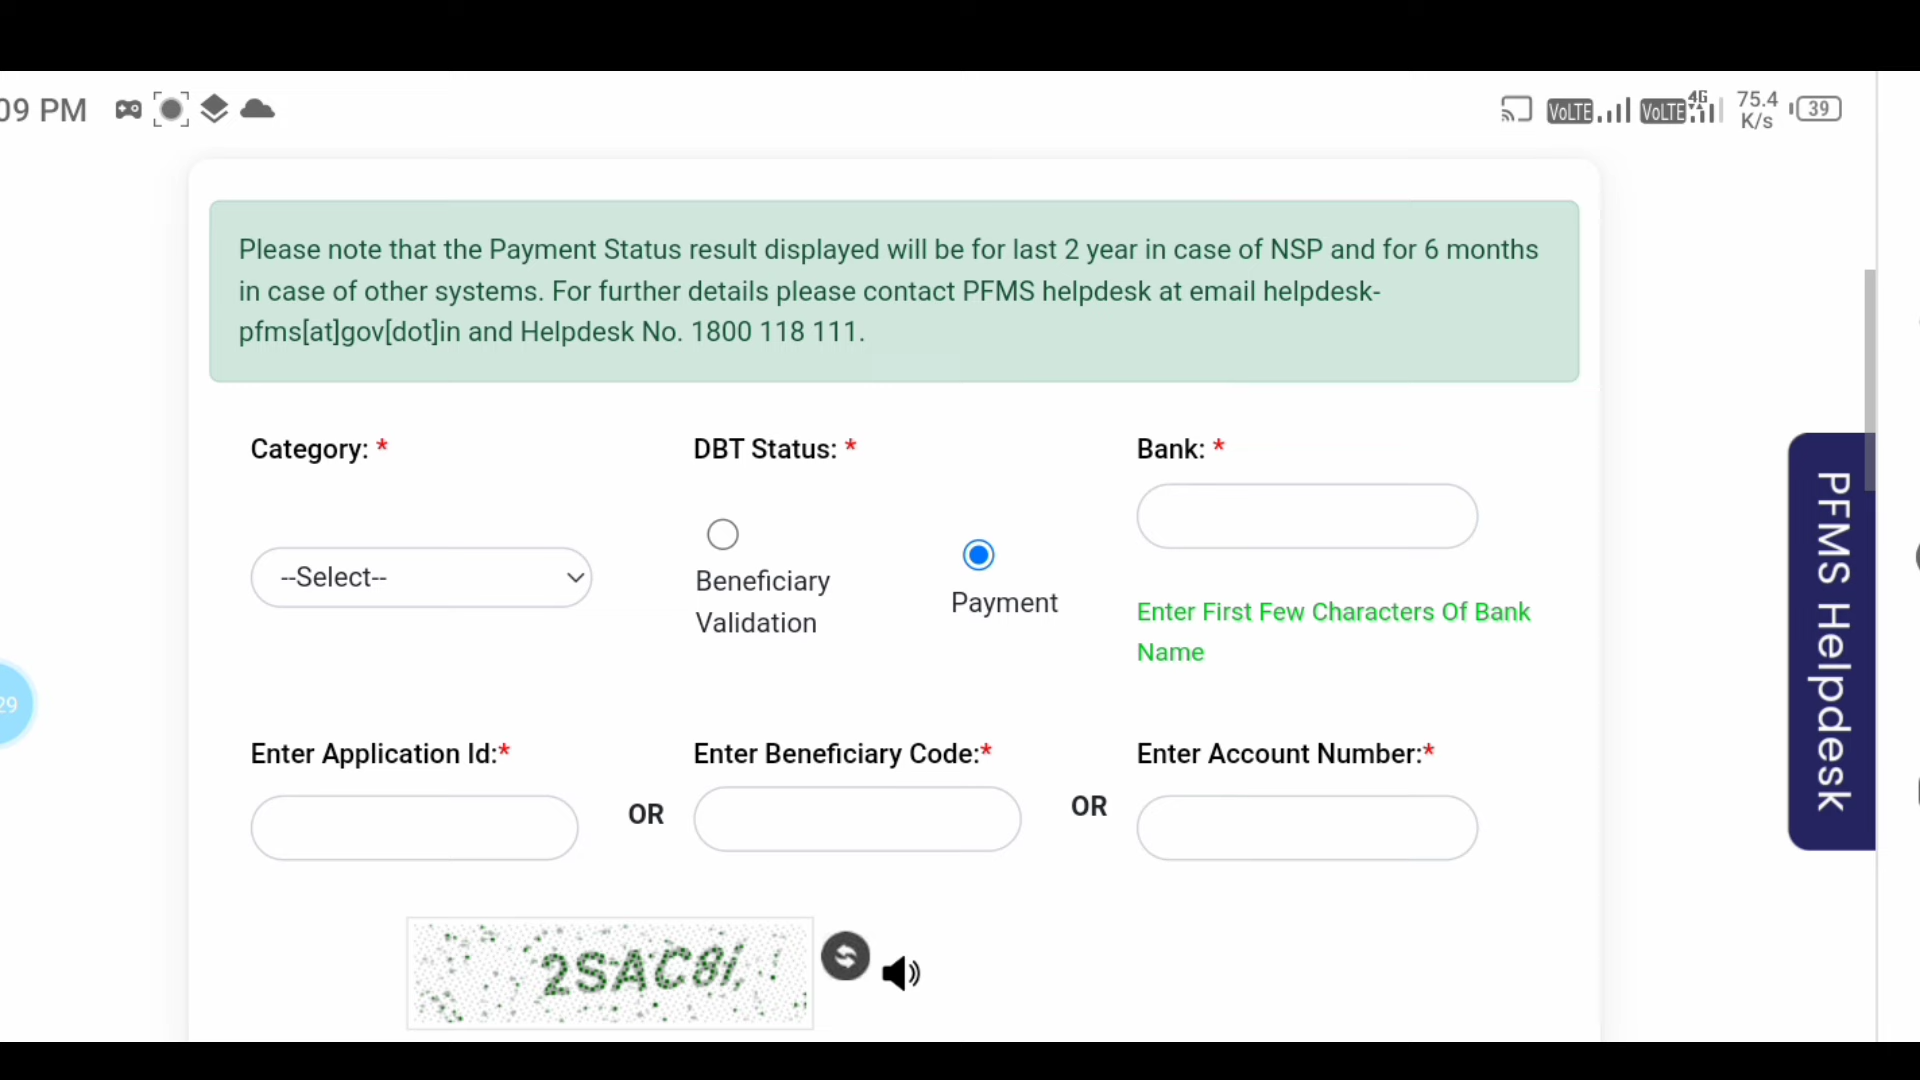 09 PM
VoLTE VoLTE 4G 75.4 K/s 39
Please note that the Payment Status result displayed will be for last 2 year in case of NSP and for 6 months
in case of other systems. For further details please contact PFMS helpdesk at email helpdesk-
pfms[at]gov[dot]in and Helpdesk No. 1800 118 111.
Category: * DBT Status: * Bank: *
--Select--
Beneficiary
Validation
Payment
Enter First Few Characters Of Bank
Name
29
PFMS Helpdesk
Enter Application Id:* Enter Beneficiary Code:* Enter Account Number:*
OR OR